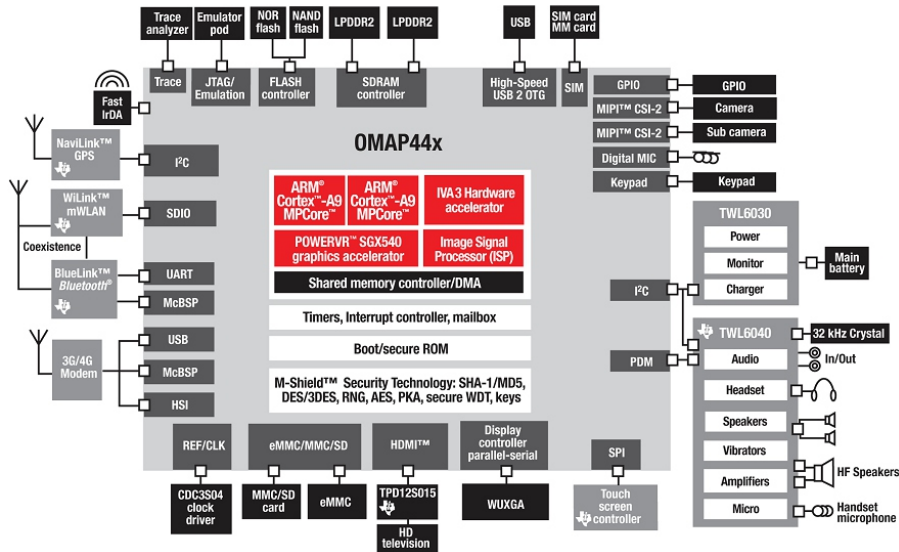 Trace
analyzer
Emulator
pod
NOR
flash
NAND
flash
LPDDR2
LPDDR2
USB
SIM card
MM card
Trace
JTAG/
Emulation
FLASH
controller
SDRAM
controller
High-Speed
USB 2 OTG
SIM
GPIO
GPIO
MIPI™ CSI-2
Camera
MIPI™ CSI-2
Sub camera
Digital MIC
Keypad
Keypad
Fast
IrDA
NaviLink™
GPS
I²C
WiLink™
mWLAN
SDIO
Coexistence
BlueLink™
Bluetooth®
UART
McBSP
3G/4G
Modem
USB
McBSP
HSI
OMAP44x
ARM®
Cortex™-A9
MPCore™
ARM®
Cortex™-A9
MPCore™
IVA3 Hardware
accelerator
POWERVR™ SGX540
graphics accelerator
Image Signal
Processor (ISP)
Shared memory controller/DMA
Timers, Interrupt controller, mailbox
Boot/secure ROM
M-Shield™ Security Technology: SHA-1/MD5,
DES/3DES, RNG, AES, PKA, secure WDT, keys
I²C
PDM
TWL6030
Power
Monitor
Charger
Main
battery
TWL6040
32 kHz Crystal
Audio
In/Out
Headset
Speakers
Vibrators
Amplifiers
HF Speakers
Micro
Handset
microphone
REF/CLK
eMMC/MMC/SD
HDMI™
Display
controller
parallel-serial
SPI
CDC3S04
clock
driver
MMC/SD
card
eMMC
TPD12S015
HD
television
WUXGA
Touch
screen
controller